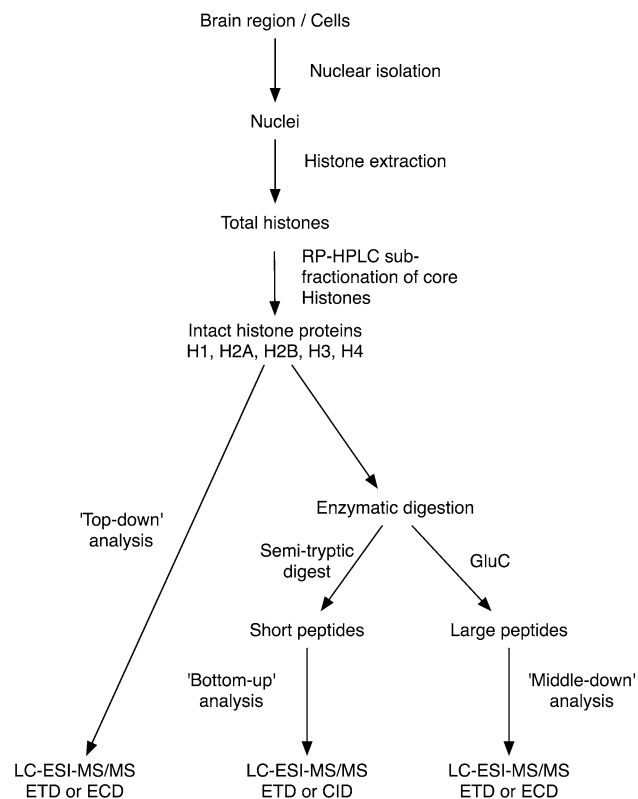 Brain region / Cells
Nuclear isolation
Nuclei
Histone extraction
Total histones
RP-HPLC sub-
fractionation of core
Histones
Intact histone proteins
H1, H2A, H2B, H3, H4
'Top-down'
analysis
Enzymatic digestion
Semi-tryptic
digest
GluC
Short peptides
Large peptides
'Bottom-up'
analysis
'Middle-down'
analysis
LC-ESI-MS/MS
ETD or ECD
LC-ESI-MS/MS
ETD or CID
LC-ESI-MS/MS
ETD or ECD